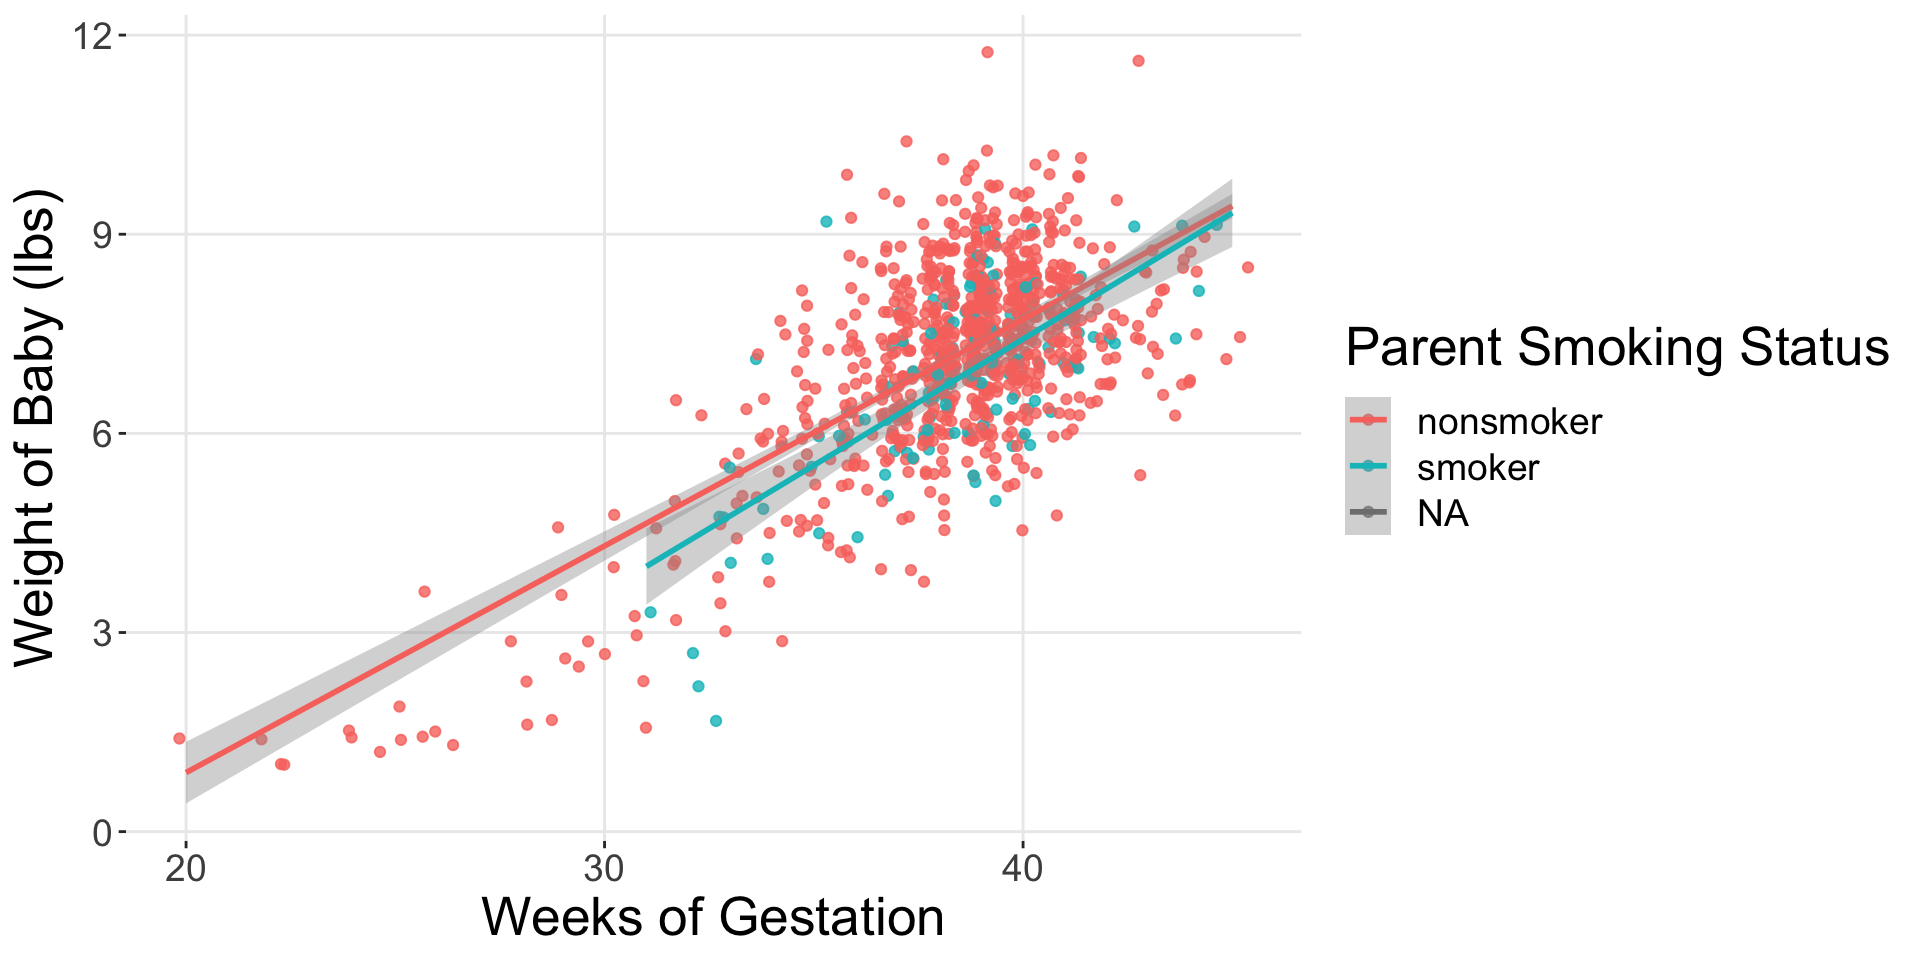 12
9
6
3
0
20 30 40
Weeks of Gestation
Weight of Baby (lbs)
Parent Smoking Status
nonsmoker
smoker
NA